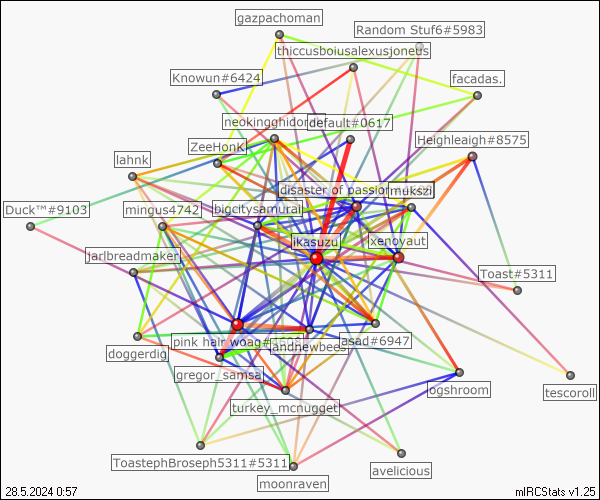 gazpachoman
Random Stuf6#5983
thiccusboiusalexusjoneus
Knowun#6424
facadas.
neokingghidorah
default#0617
Heighleaigh#8575
ZeeHonK
lahnk
disaster of passion
mukszi
Duck™#9103
mingus4742
bigcitysamurai
ikasuzu
xenoyaut
jarlbreadmaker
Toast#5311
pink hair woag
andnewbees
asad#6947
doggerdig
gregor_samsa
ogshroom
tescoroll
turkey_mcnugget
ToastephBroseph5311#5311
avelicious
moonraven
28.5.2024 0:57
mIRCStats v1.25